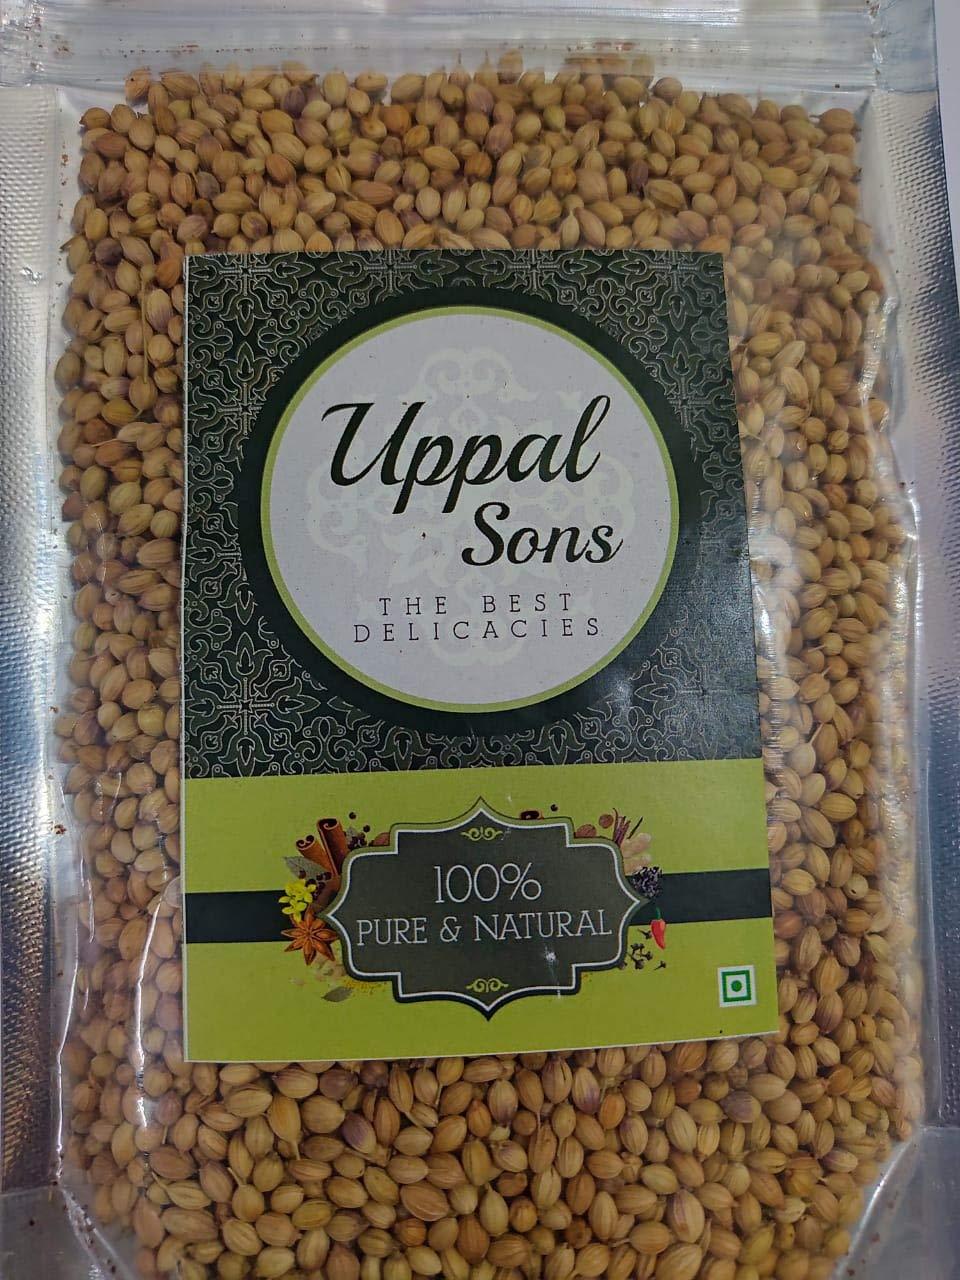 Uppal
Sons
THE BEST
DELICACIES
100%
PURE & NATURAL